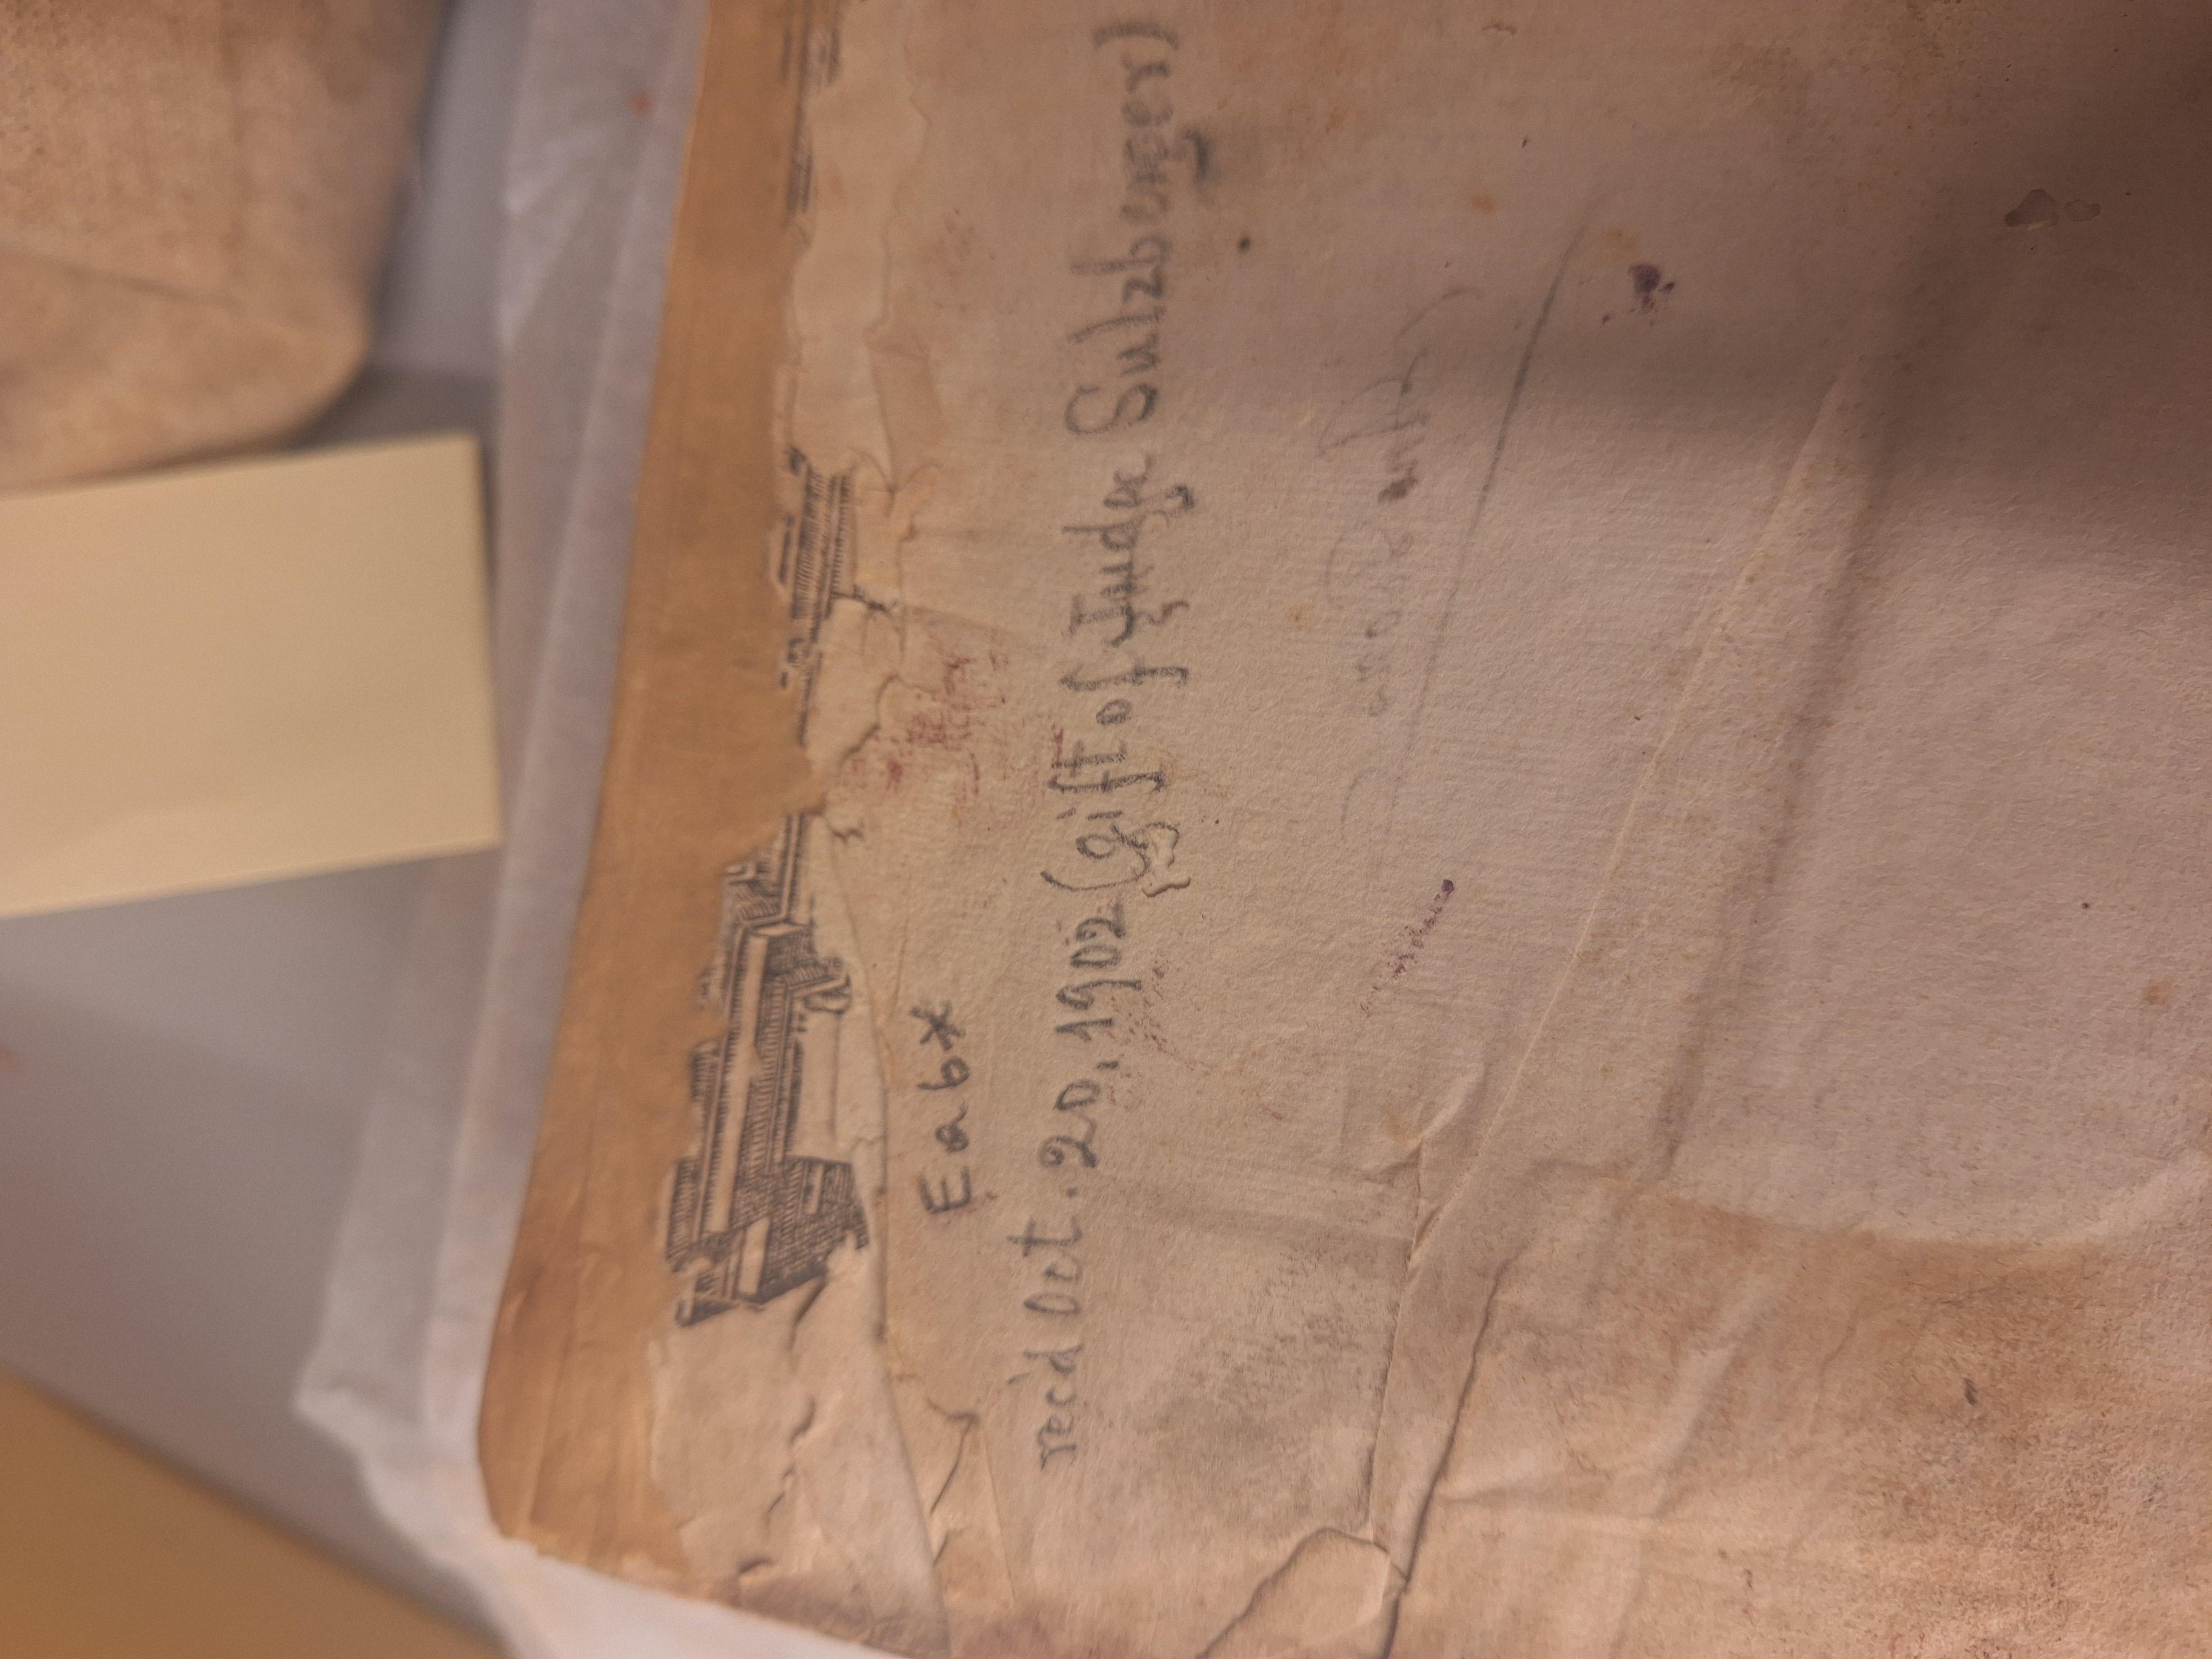 Eab*
rec'd Oct. 20, 1902 (gift of Judge Sulzberger)